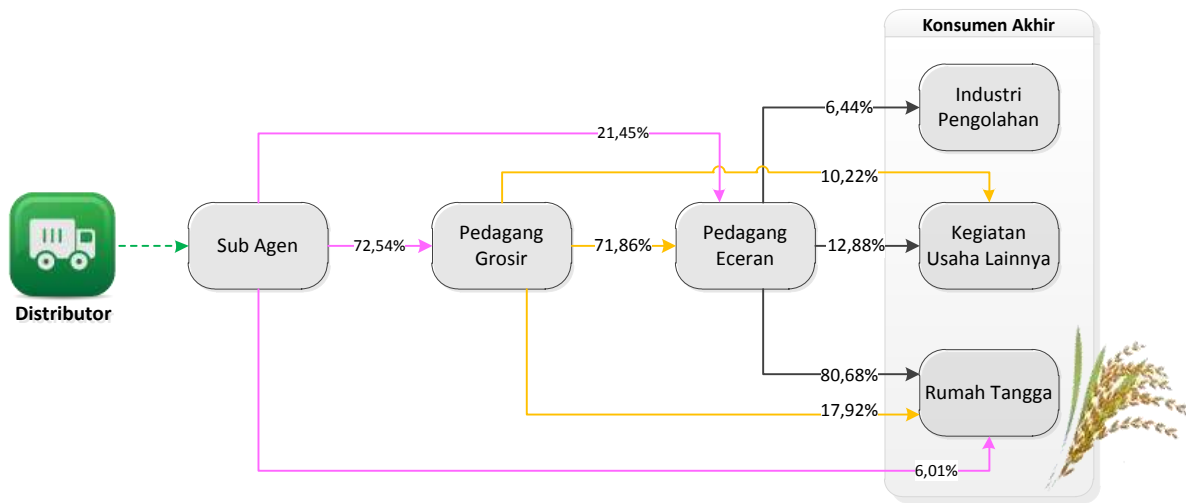 Konsumen Akhir
Industri
Pengolahan
6,44%
21,45%
10,22%
Sub Agen
72,54%
Pedagang
Grosir
71,86%
Pedagang
Eceran
12,88%
Kegiatan
Usaha Lainnya
Distributor
80,68%
Rumah Tangga
17,92%
6,01%